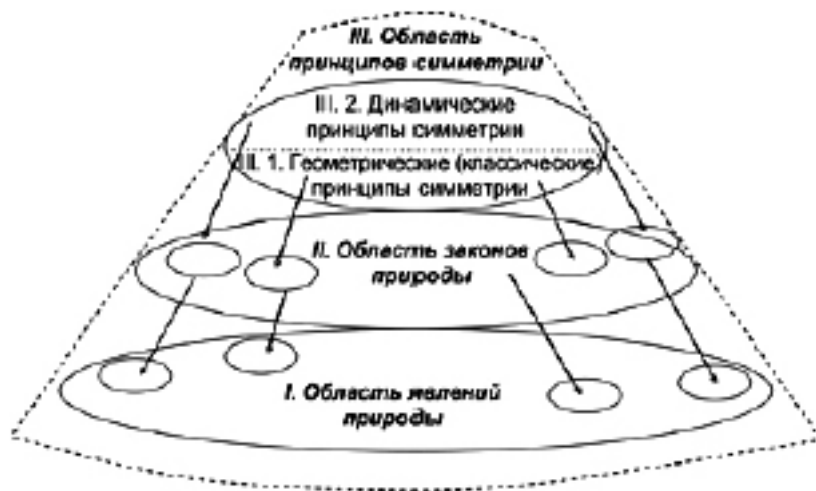 III. Область
принципов симметрии
III. 2. Динамические
принципы симметрии
III. 1. Геометрические (классические)
принципы симметрии
II. Область законов
природы
I. Область явлений
природы